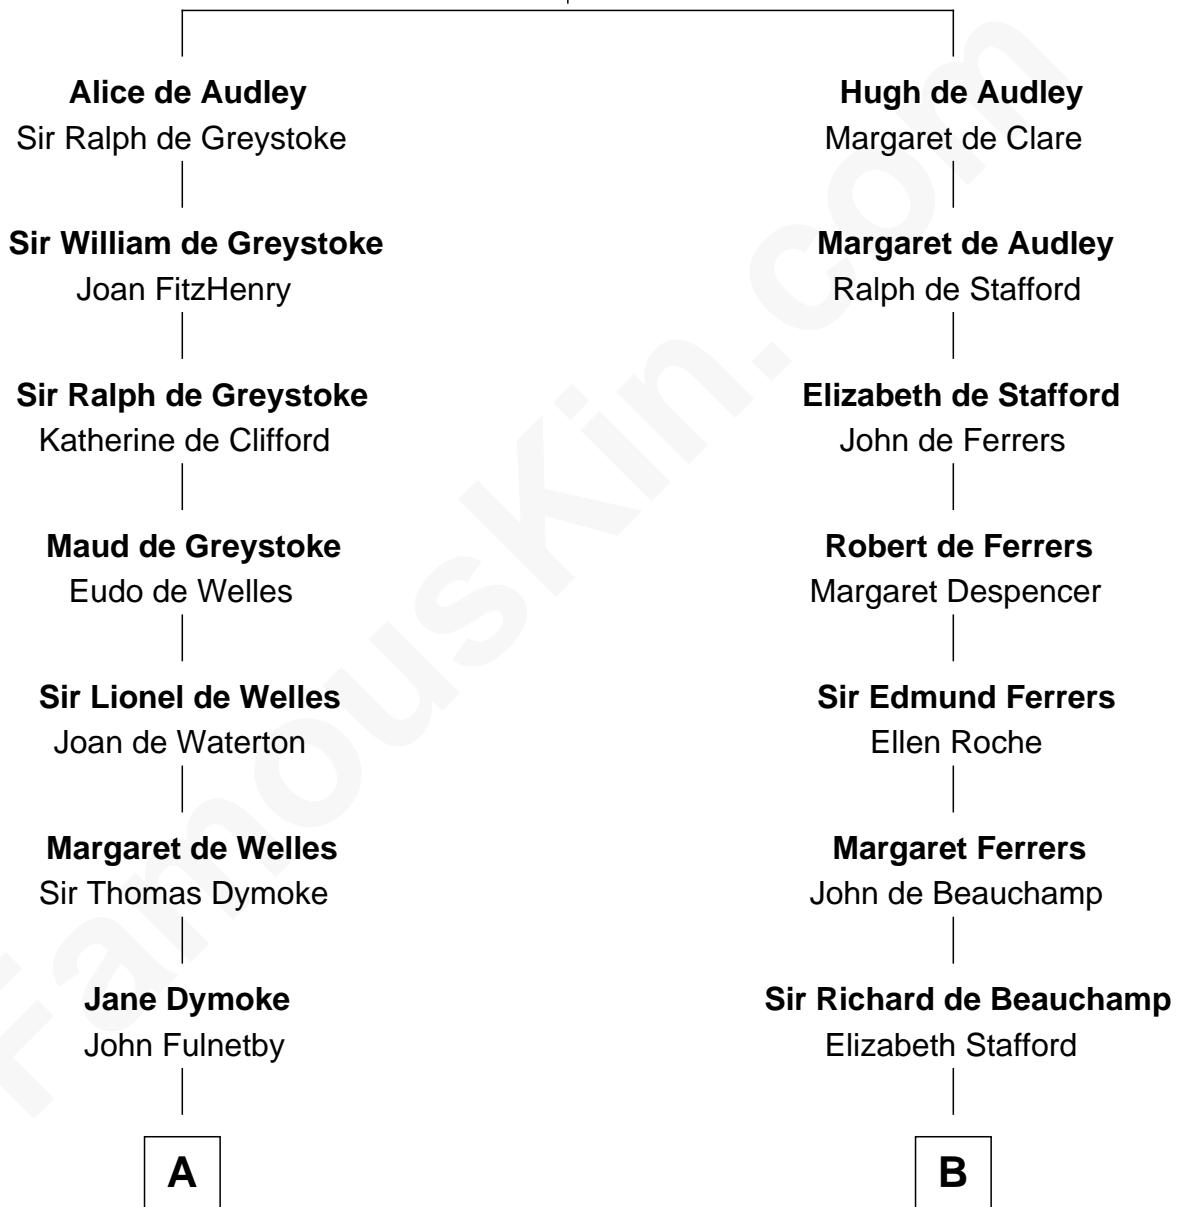 Alice de Audley
Sir Ralph de Greystoke
Sir William de Greystoke
Joan FitzHenry
Sir Ralph de Greystoke
Katherine de Clifford
Maud de Greystoke
Eudo de Welles
Sir Lionel de Welles
Joan de Waterton
Margaret de Welles
Sir Thomas Dymoke
Jane Dymoke
John Fulnetby
A
Hugh de Audley
Margaret de Clare
Margaret de Audley
Ralph de Stafford
Elizabeth de Stafford
John de Ferrers
Robert de Ferrers
Margaret Despencer
Sir Edmund Ferrers
Ellen Roche
Margaret Ferrers
John de Beauchamp
Sir Richard de Beauchamp
Elizabeth Stafford
B
FamousKin.com